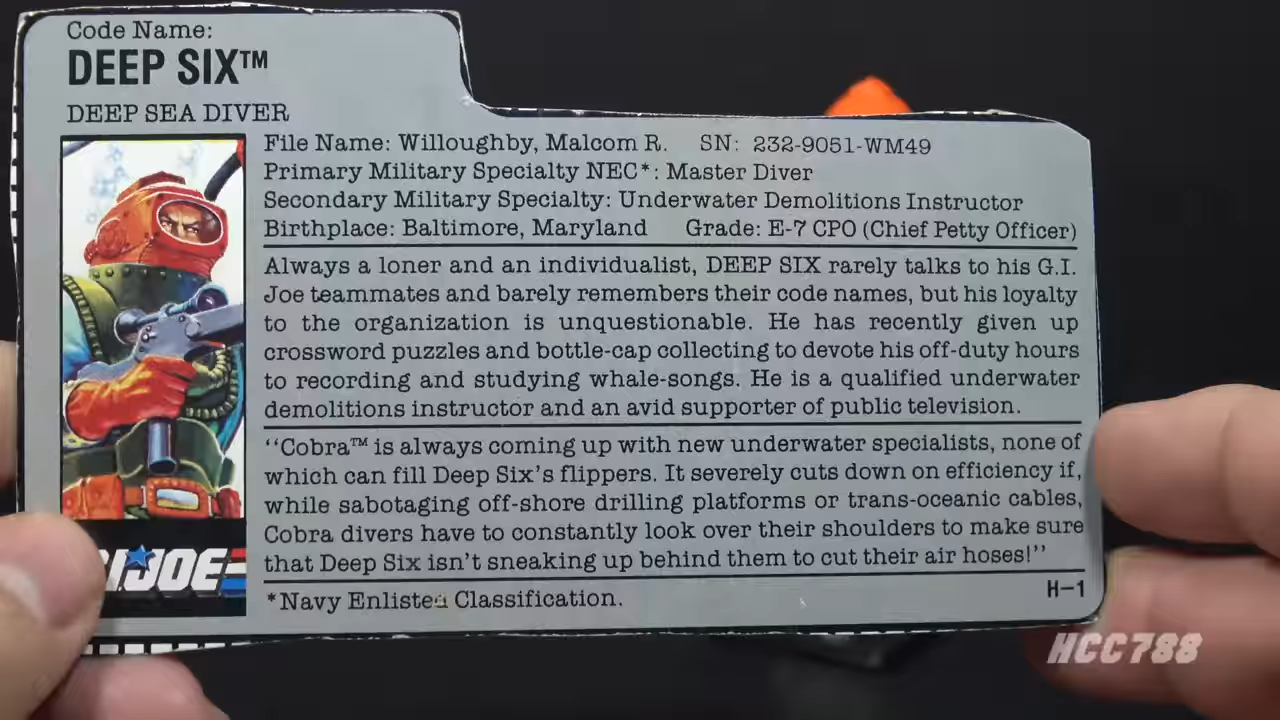 Code Name:
DEEP SIX™
DEEP SEA DIVER
File Name: Willoughby, Malcom R. SN: 232-9051-WM49
Primary Military Specialty NEC*: Master Diver
Secondary Military Specialty: Underwater Demolitions Instructor
Birthplace: Baltimore, Maryland Grade: E-7 CPO (Chief Petty Officer)
Always a loner and an individualist, DEEP SIX rarely talks to his G.I.
Joe teammates and barely remembers their code names, but his loyalty
to the organization is unquestionable. He has recently given up
crossword puzzles and bottle-cap collecting to devote his off-duty hours
to recording and studying whale-songs. He is a qualified underwater
demolitions instructor and an avid supporter of public television.
"Cobra™ is always coming up with new underwater specialists, none of
which can fill Deep Six's flippers. It severely cuts down on efficiency if,
while sabotaging off-shore drilling platforms or trans-oceanic cables,
Cobra divers have to constantly look over their shoulders to make sure
that Deep Six isn't sneaking up behind them to cut their air hoses!"
*Navy Enlisted Classification.
H-1
GIJOE
HCC788